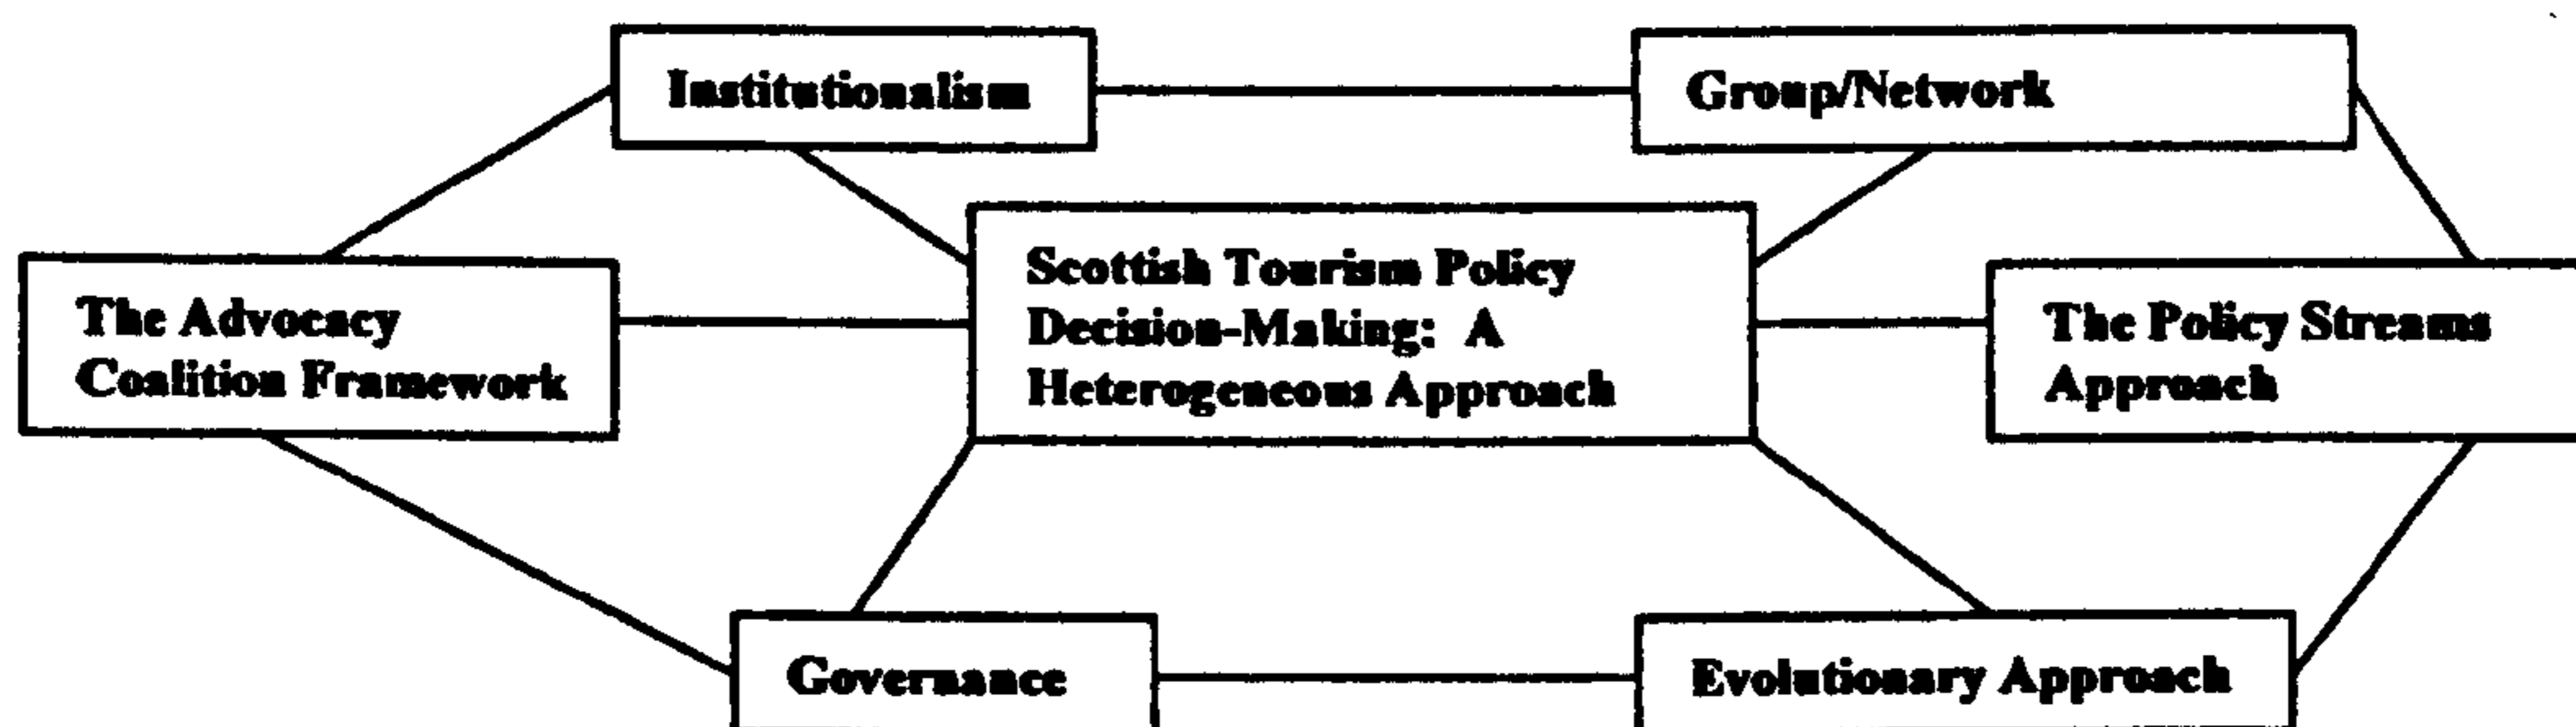 Institutionalism
Group/Network
Scottish Tourism Policy
Decision-Making: A
Heterogeneous Approach
The Advocacy
Coalition Framework
The Policy Streams
Approach
Governance
Evolutionary Approach